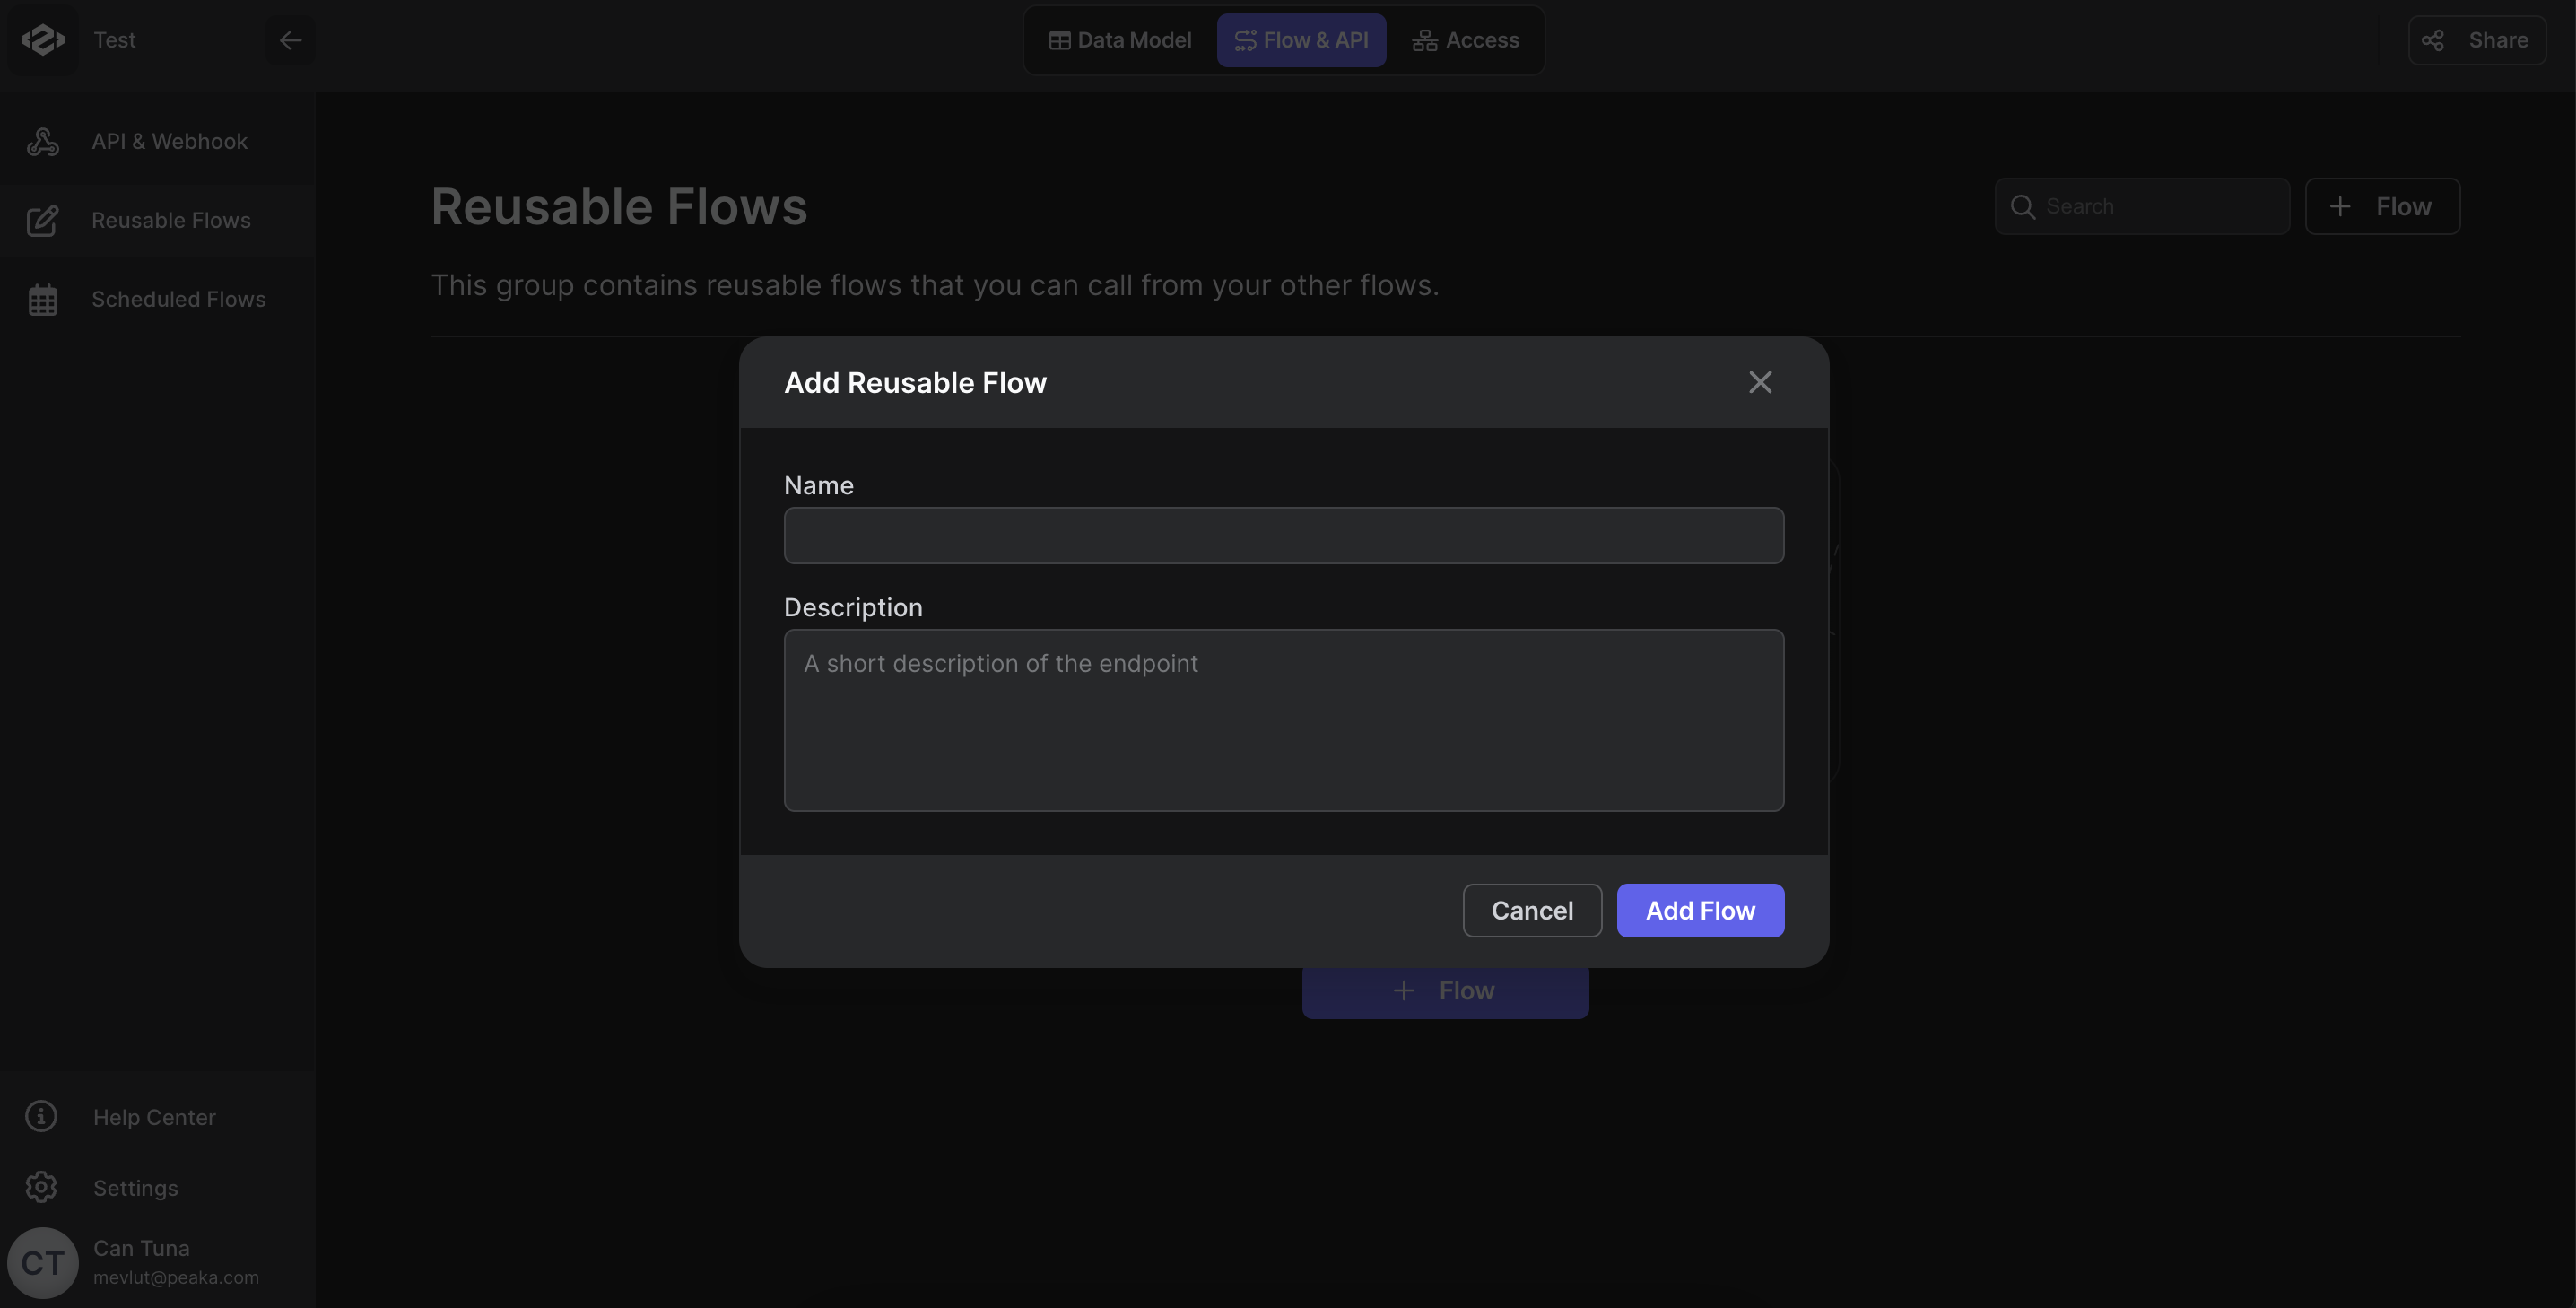 Test
Data Model
Flow & API
Access
Share
API & Webhook
Reusable Flows
Scheduled Flows
Reusable Flows
Search
Flow
This group contains reusable flows that you can call from your other flows.
Add Reusable Flow
Name
Description
A short description of the endpoint
Cancel
Add Flow
Flow
Help Center
Settings
CT
Can Tuna
mevlut@peaka.com